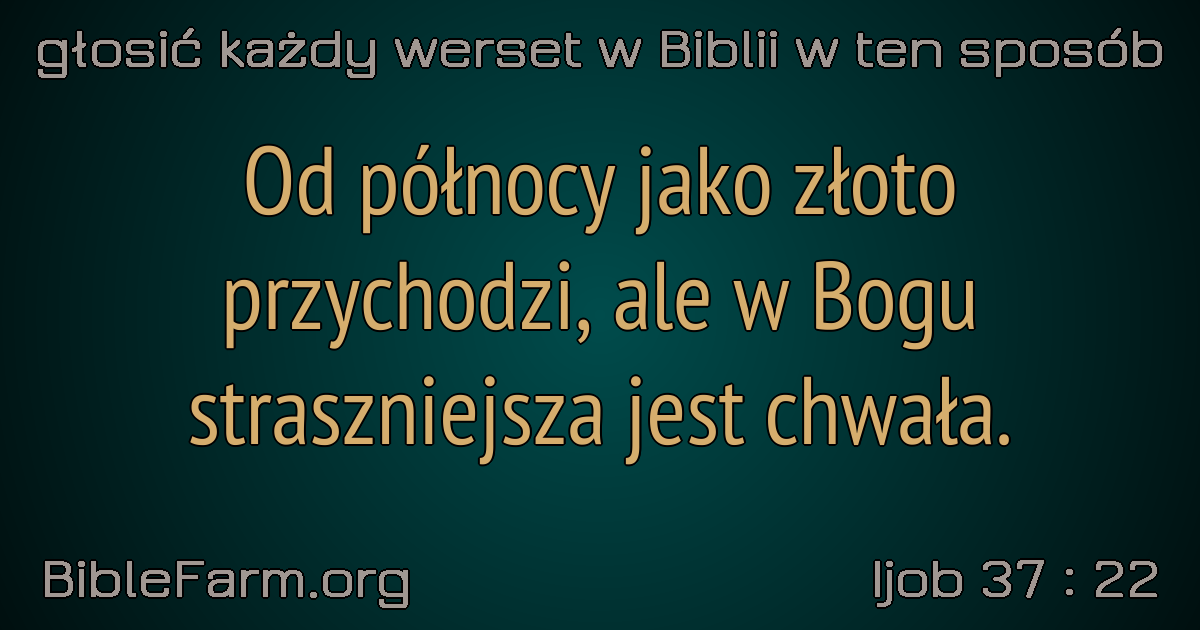 głosić każdy werset w Biblii w ten sposób
Od północy jako złoto
przychodzi, ale w Bogu
straszniejsza jest chwała.
BibleFarm.org
Ijob 37 : 22